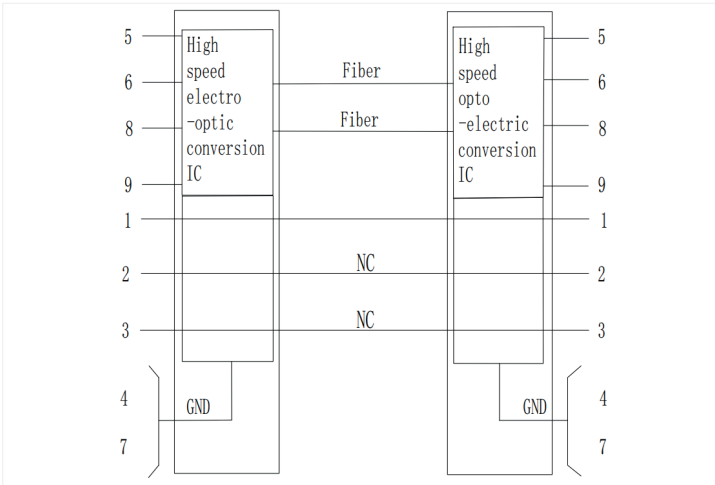 5
High
speed
electro
-optic
conversion
IC
6
8
9
1
2
3
4
7
GND
Fiber
Fiber
NC
NC
High
speed
opto
-electric
conversion
IC
5
6
8
9
1
2
3
GND
4
7